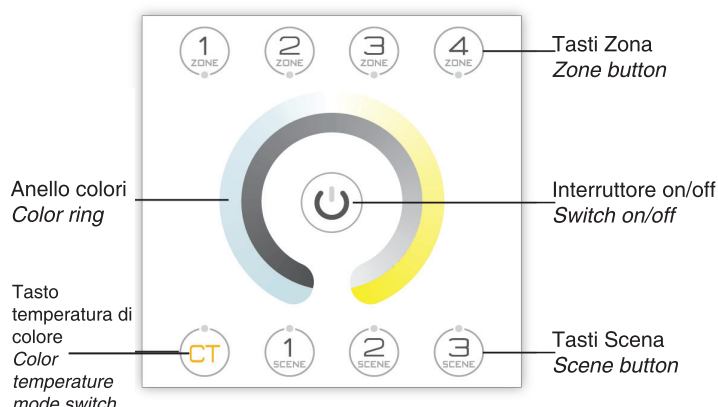 1 2 3 4
ZONE ZONE ZONE ZONE
Tasti Zona
Zone button
Anello colori
Color ring
Interruttore on/off
Switch on/off
Tasto
temperatura di
colore
Color
temperature
mode switch
CT 1 2 3
SCENE SCENE SCENE
Tasti Scena
Scene button